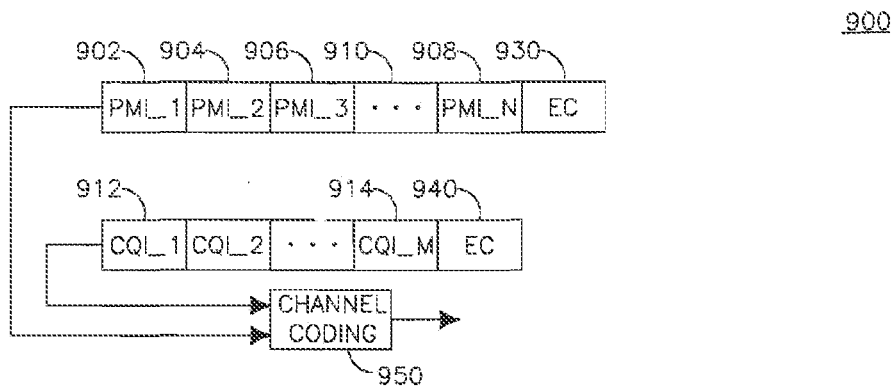 900
902 904 906 910 908 930
PMI_1 PMI_2 PMI_3 · · · PMI_N EC
912 914 940
CQI_1 CQI_2 · · · CQI_M EC
CHANNEL
CODING
950